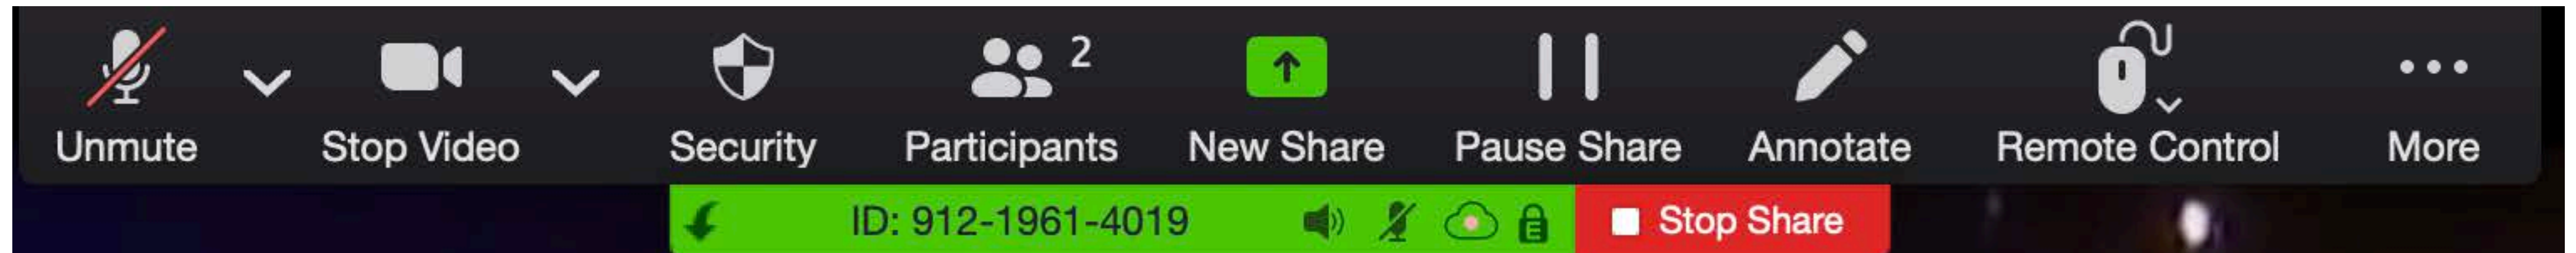 2
Unmute Stop Video Security Participants New Share Pause Share Annotate Remote Control More
ID: 912-1961-4019 Stop Share